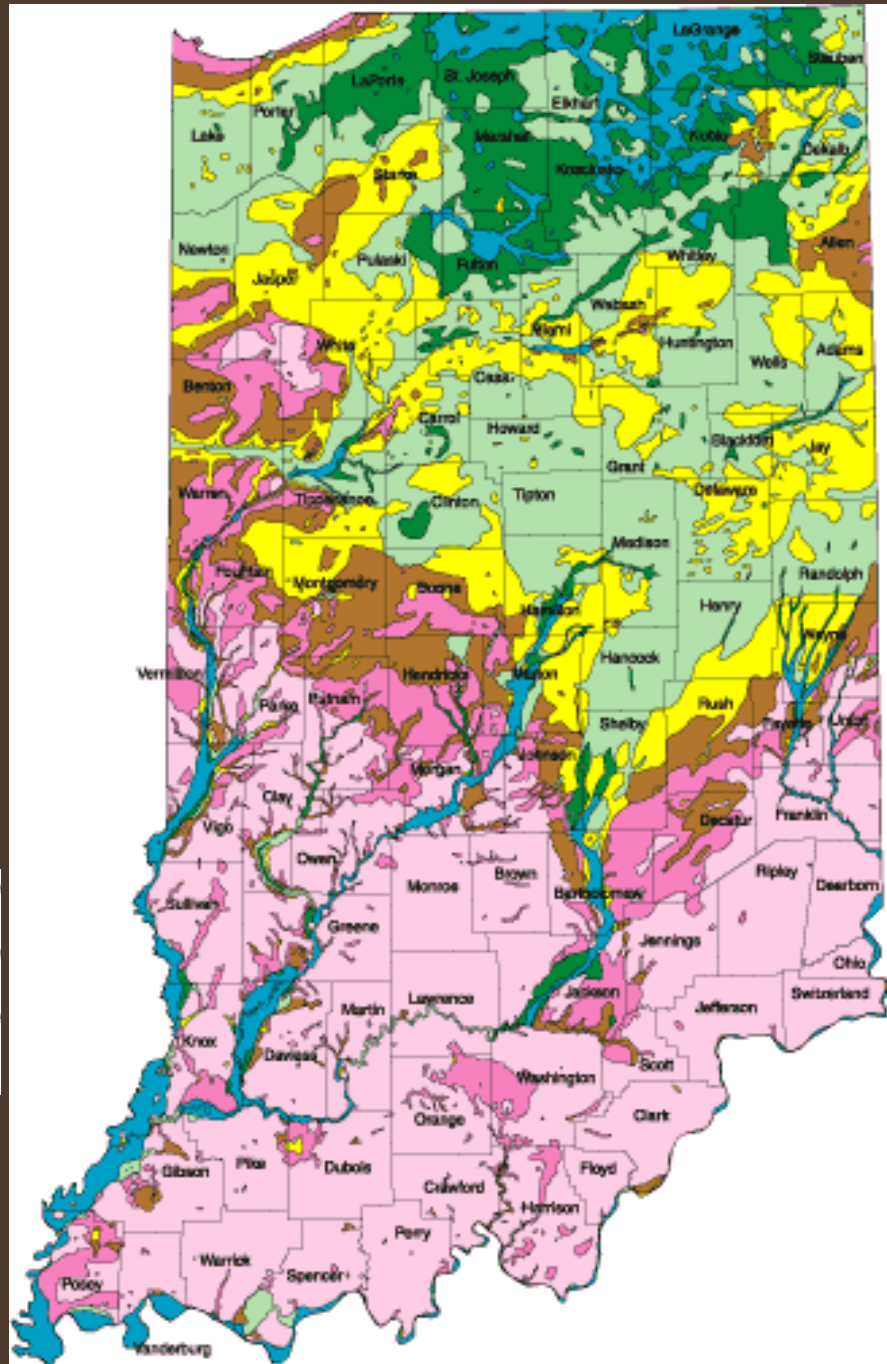 LaGrange
Steuben
St. Joseph
LaPorte
Elkhart
Porter
Lake
Marshall
Noble
Dekalb
Kosciusko
Starke
Allen
Newton
Pulaski
Fulton
Whitley
Jasper
Wabash
Miami
White
Huntington
Wells
Adams
Cass
Benton
Carrol
Howard
Blackford
Jay
Grant
Warren
Tippecanoe
Clinton
Tipton
Delaware
Madison
Fountain
Montgomery
Boone
Randolph
Hamilton
Henry
Wayne
Hancock
Vermillion
Hendricks
Marion
Parke
Putnam
Rush
Fayette
Union
Shelby
Johnson
Morgan
Clay
Vigo
Decatur
Franklin
Owen
Monroe
Brown
Ripley
Dearborn
Bartholomew
Sullivan
Greene
Jennings
Ohio
Lawrence
Jackson
Switzerland
Martin
Jefferson
Knox
Daviess
Scott
Washington
Orange
Clark
Gibson
Pike
Dubois
Floyd
Crawford
Harrison
Perry
Warrick
Spencer
Posey
Vanderburg